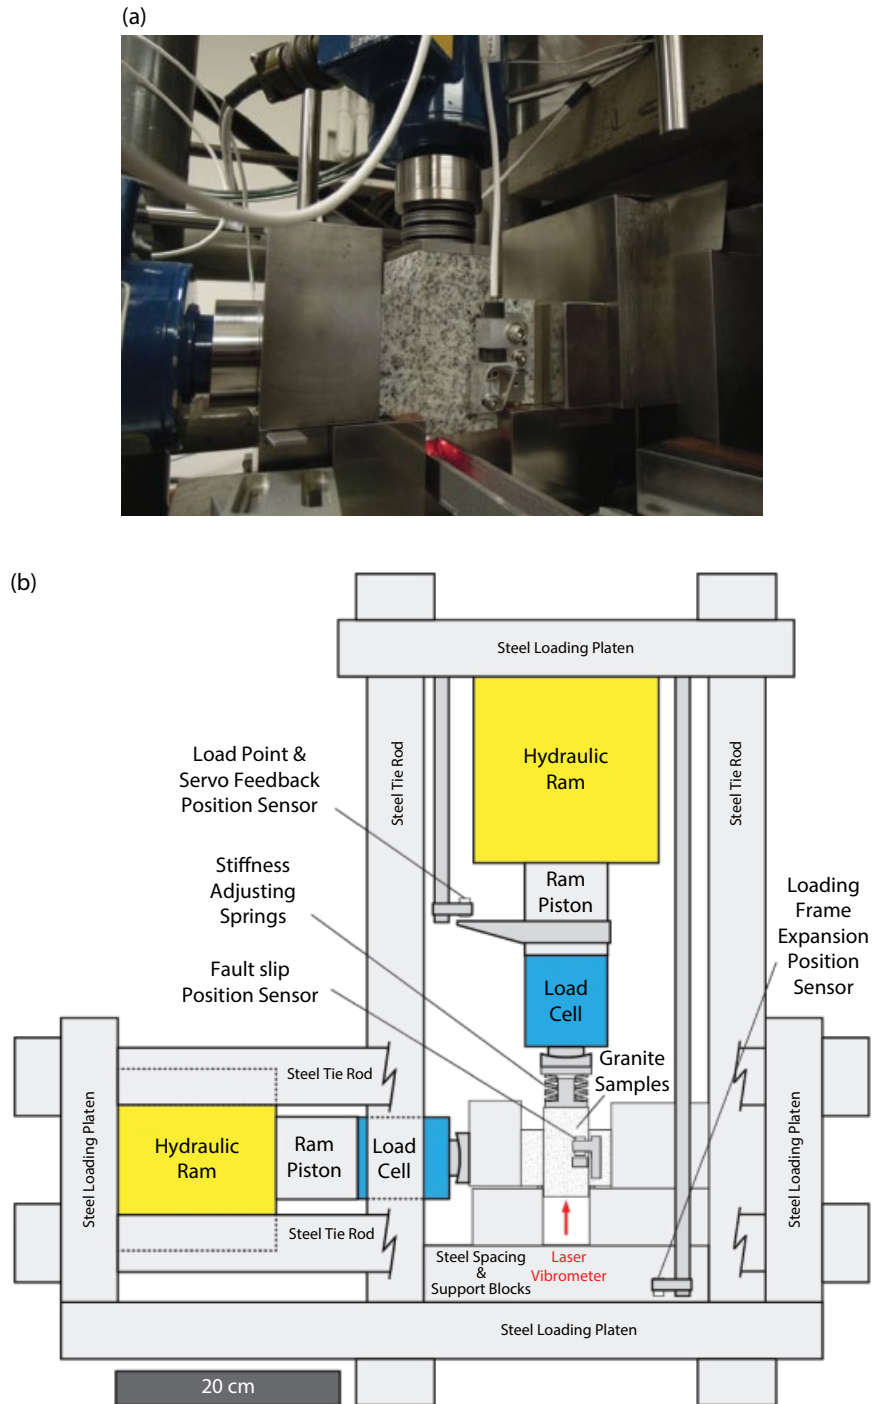 (a)
(b)
Steel Loading Platen
Steel Tie Rod
Steel Tie Rod
Hydraulic
Ram
Load Point &
Servo Feedback
Position Sensor
Stiffness
Adjusting
Springs
Ram
Piston
Loading
Frame
Expansion
Position
Sensor
Fault slip
Position Sensor
Load
Cell
Granite
Samples
Steel Loading Platen
Steel Tie Rod
Hydraulic
Ram
Ram
Piston
Load
Cell
Steel Loading Platen
Steel Tie Rod
Steel Spacing
&
Support Blocks
Laser
Vibrometer
Steel Loading Platen
20 cm